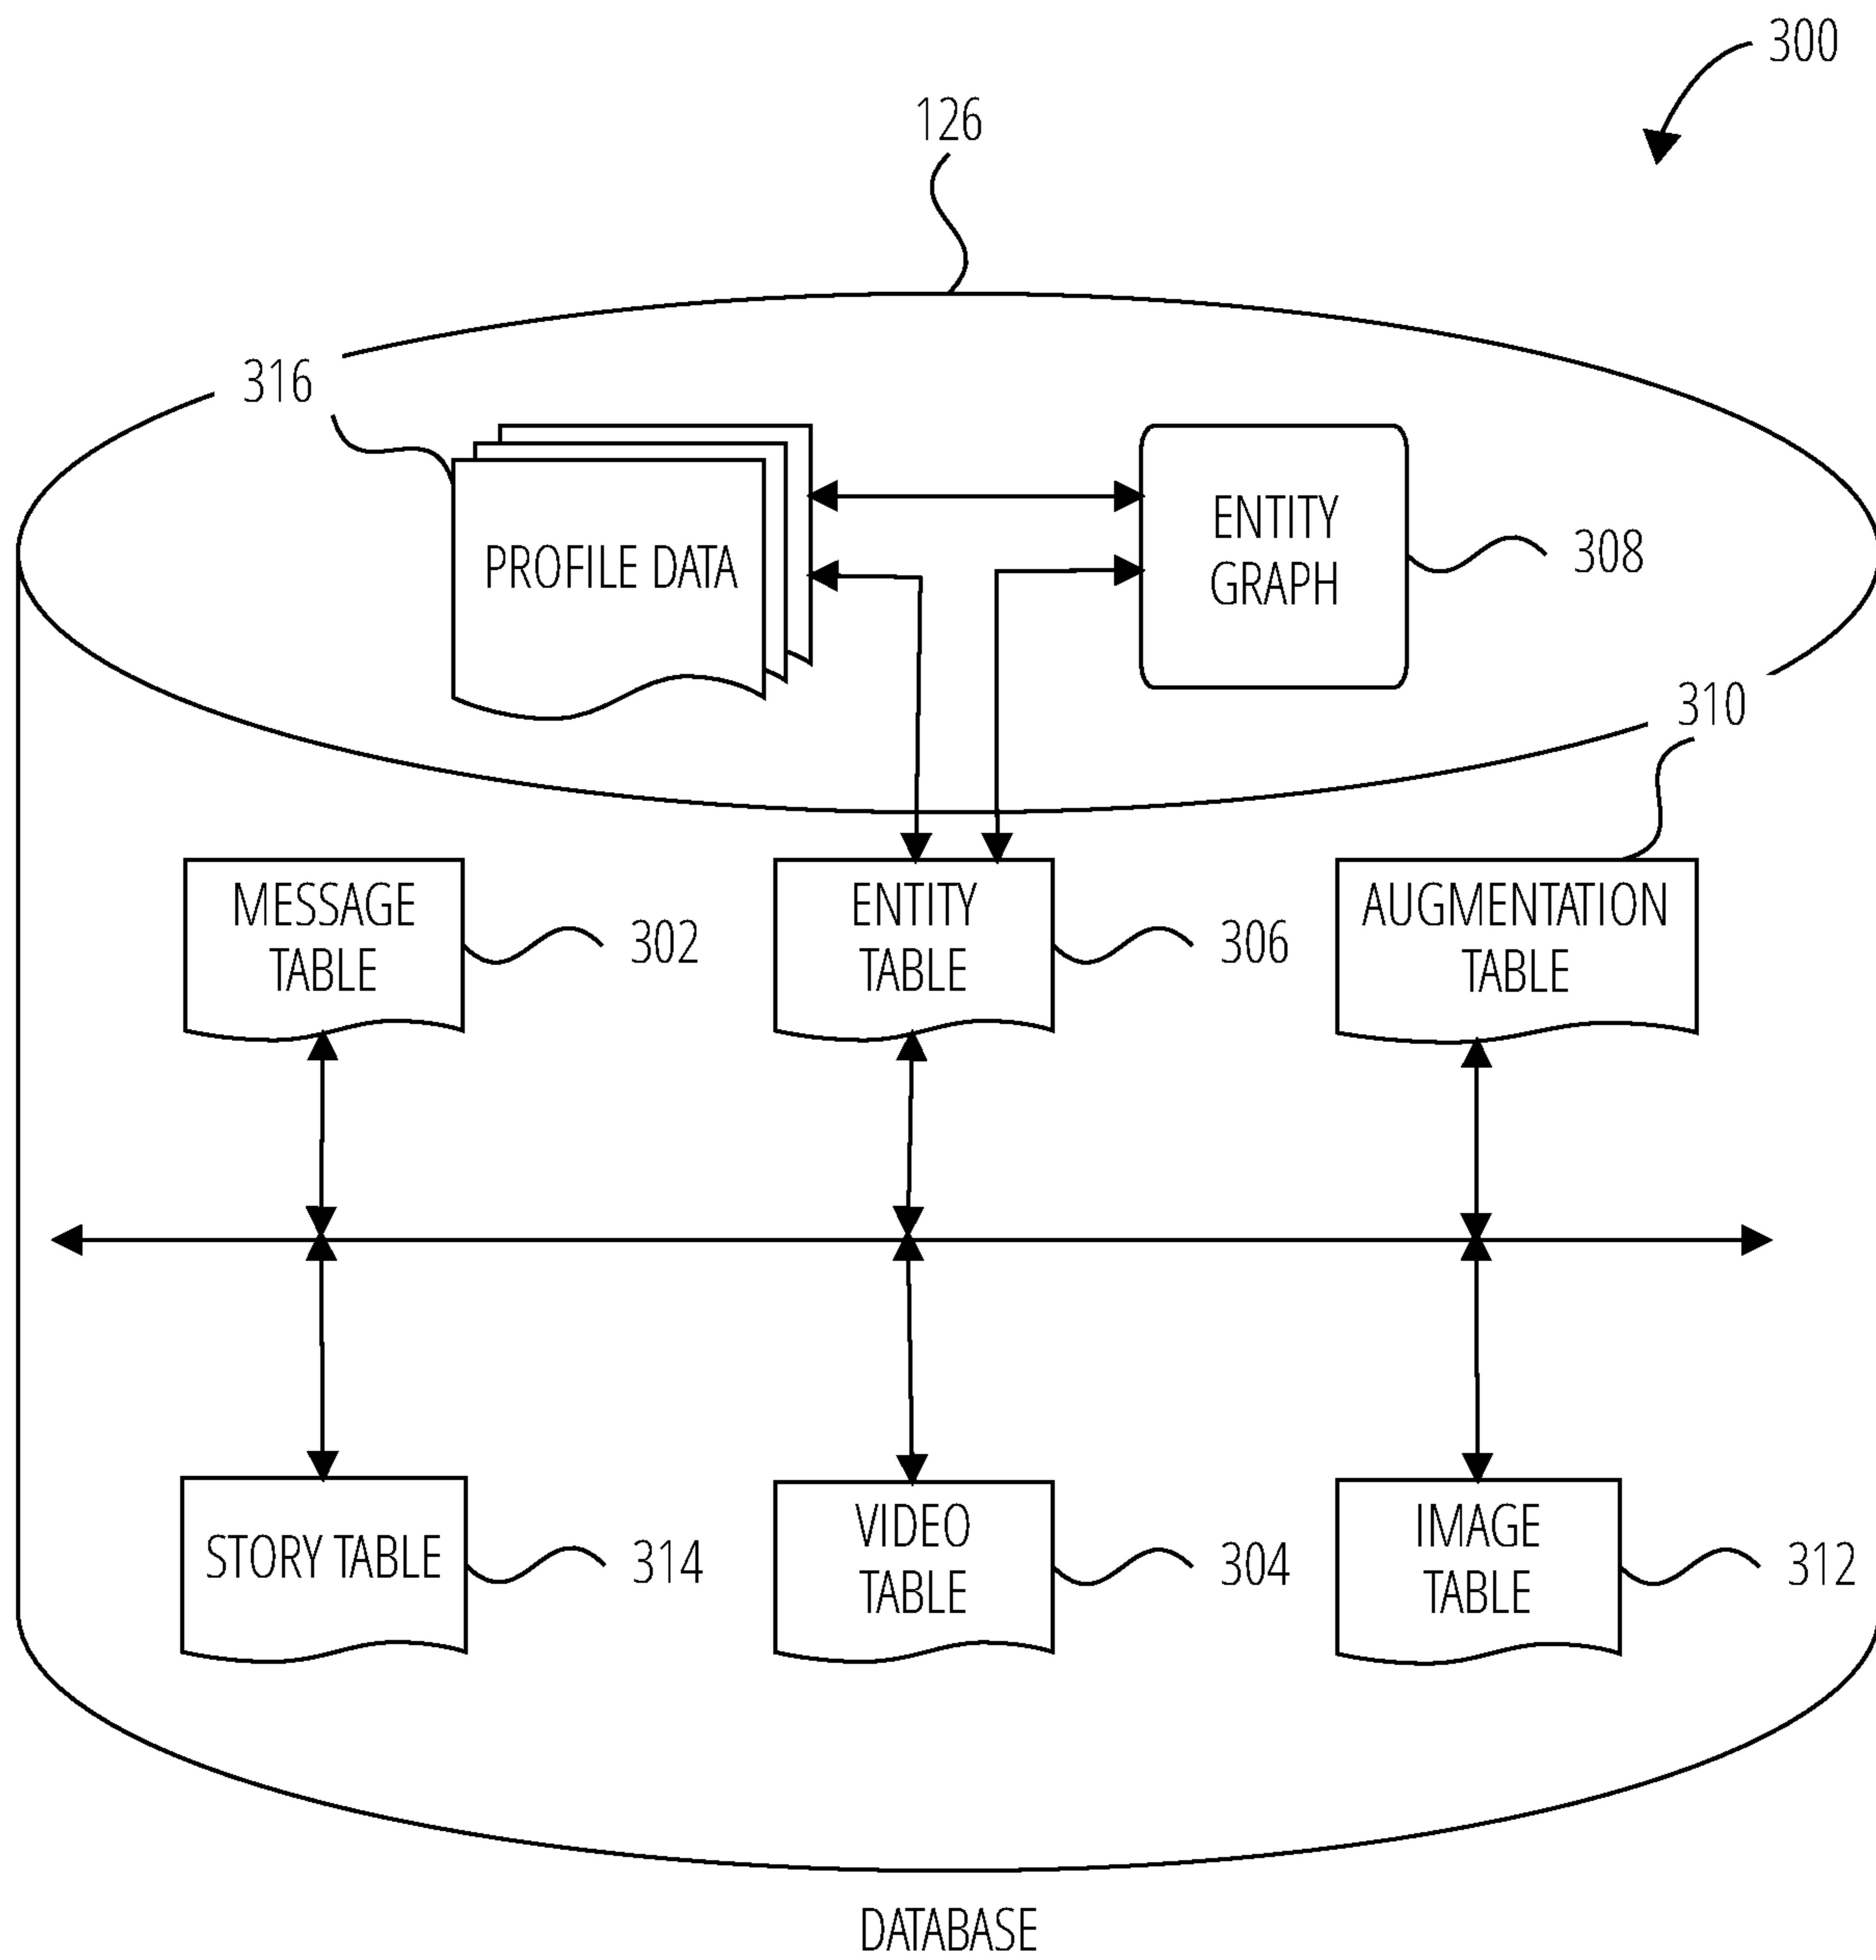 300
126
316
PROFILE DATA
ENTITY
GRAPH
308
310
MESSAGE
TABLE
302
ENTITY
TABLE
306
AUGMENTATION
TABLE
STORY TABLE
314
VIDEO
TABLE
304
IMAGE
TABLE
312
DATABASE